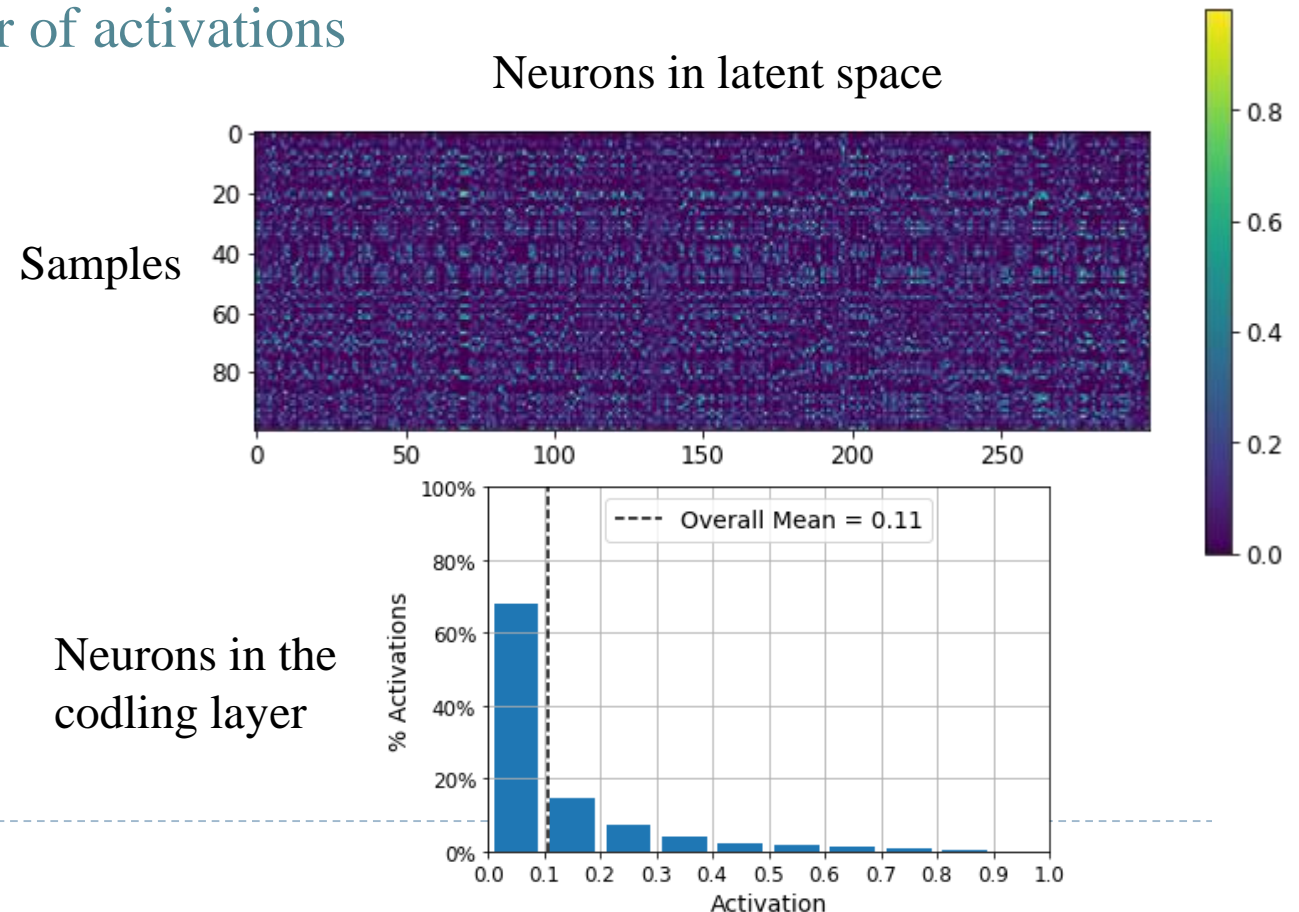 r of activations
Neurons in latent space
Samples
0
20
40
60
80
0 50 100 150 200 250
0.8
0.6
0.4
0.2
0.0
Neurons in the
codling layer
% Activations
100%
80%
60%
40%
20%
0%
Overall Mean = 0.11
0.0 0.1 0.2 0.3 0.4 0.5 0.6 0.7 0.8 0.9 1.0
Activation